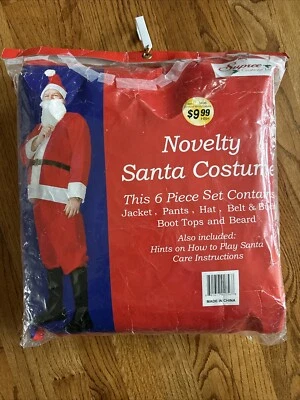 $9.99
Novelty
Santa Costume
This 6 Piece Set Contains
Jacket, Pants, Hat, Belt &
Boot Tops and Beard
Also included:
Hints on How to Play Santa
Care Instructions
MADE IN CHINA